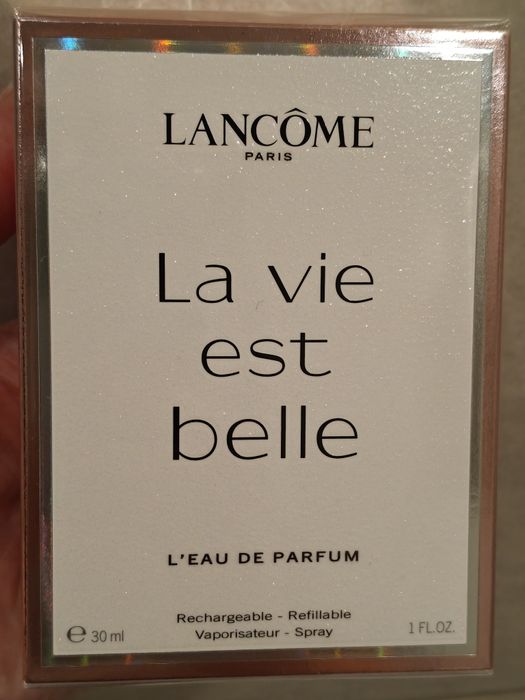 LANCÔME
PARIS
La vie
est
belle
L'EAU DE PARFUM
Rechargeable - Refillable
Vaporisateur - Spray
℮ 30 ml
1 FL.OZ.